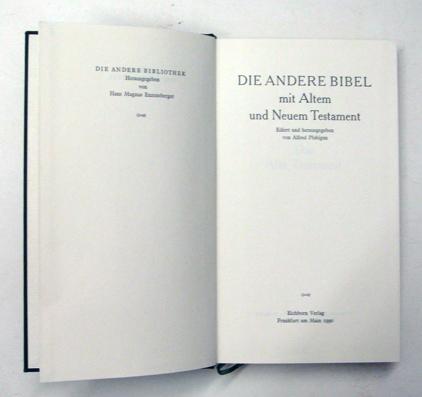 DIE ANDERE BIBLIOTHEK
Herausgegeben
von
Hans Magnus Enzensberger
DIE ANDERE BIBEL
mit Altem
und Neuem Testament
Ediert und herausgegeben
von Alfred Pfabigan
Eichborn Verlag
Frankfurt am Main 1990